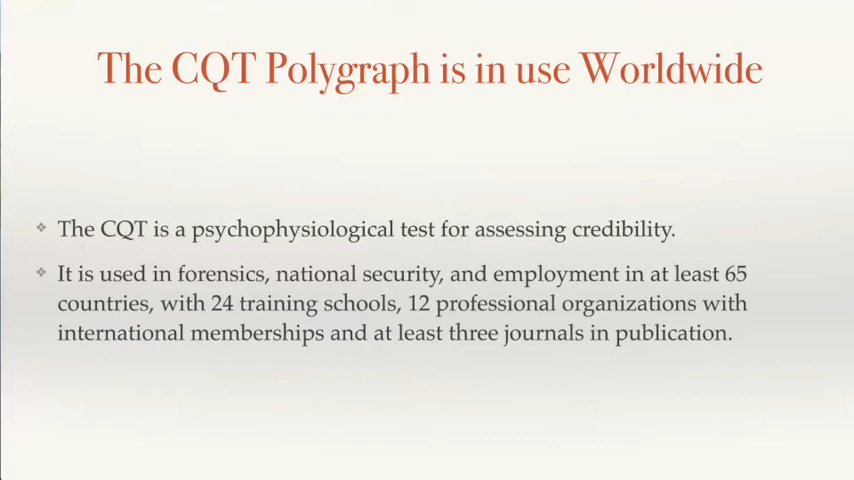 The CQT Polygraph is in use Worldwide
The CQT is a psychophysiological test for assessing credibility.
It is used in forensics, national security, and employment in at least 65
countries, with 24 training schools, 12 professional organizations with
international memberships and at least three journals in publication.